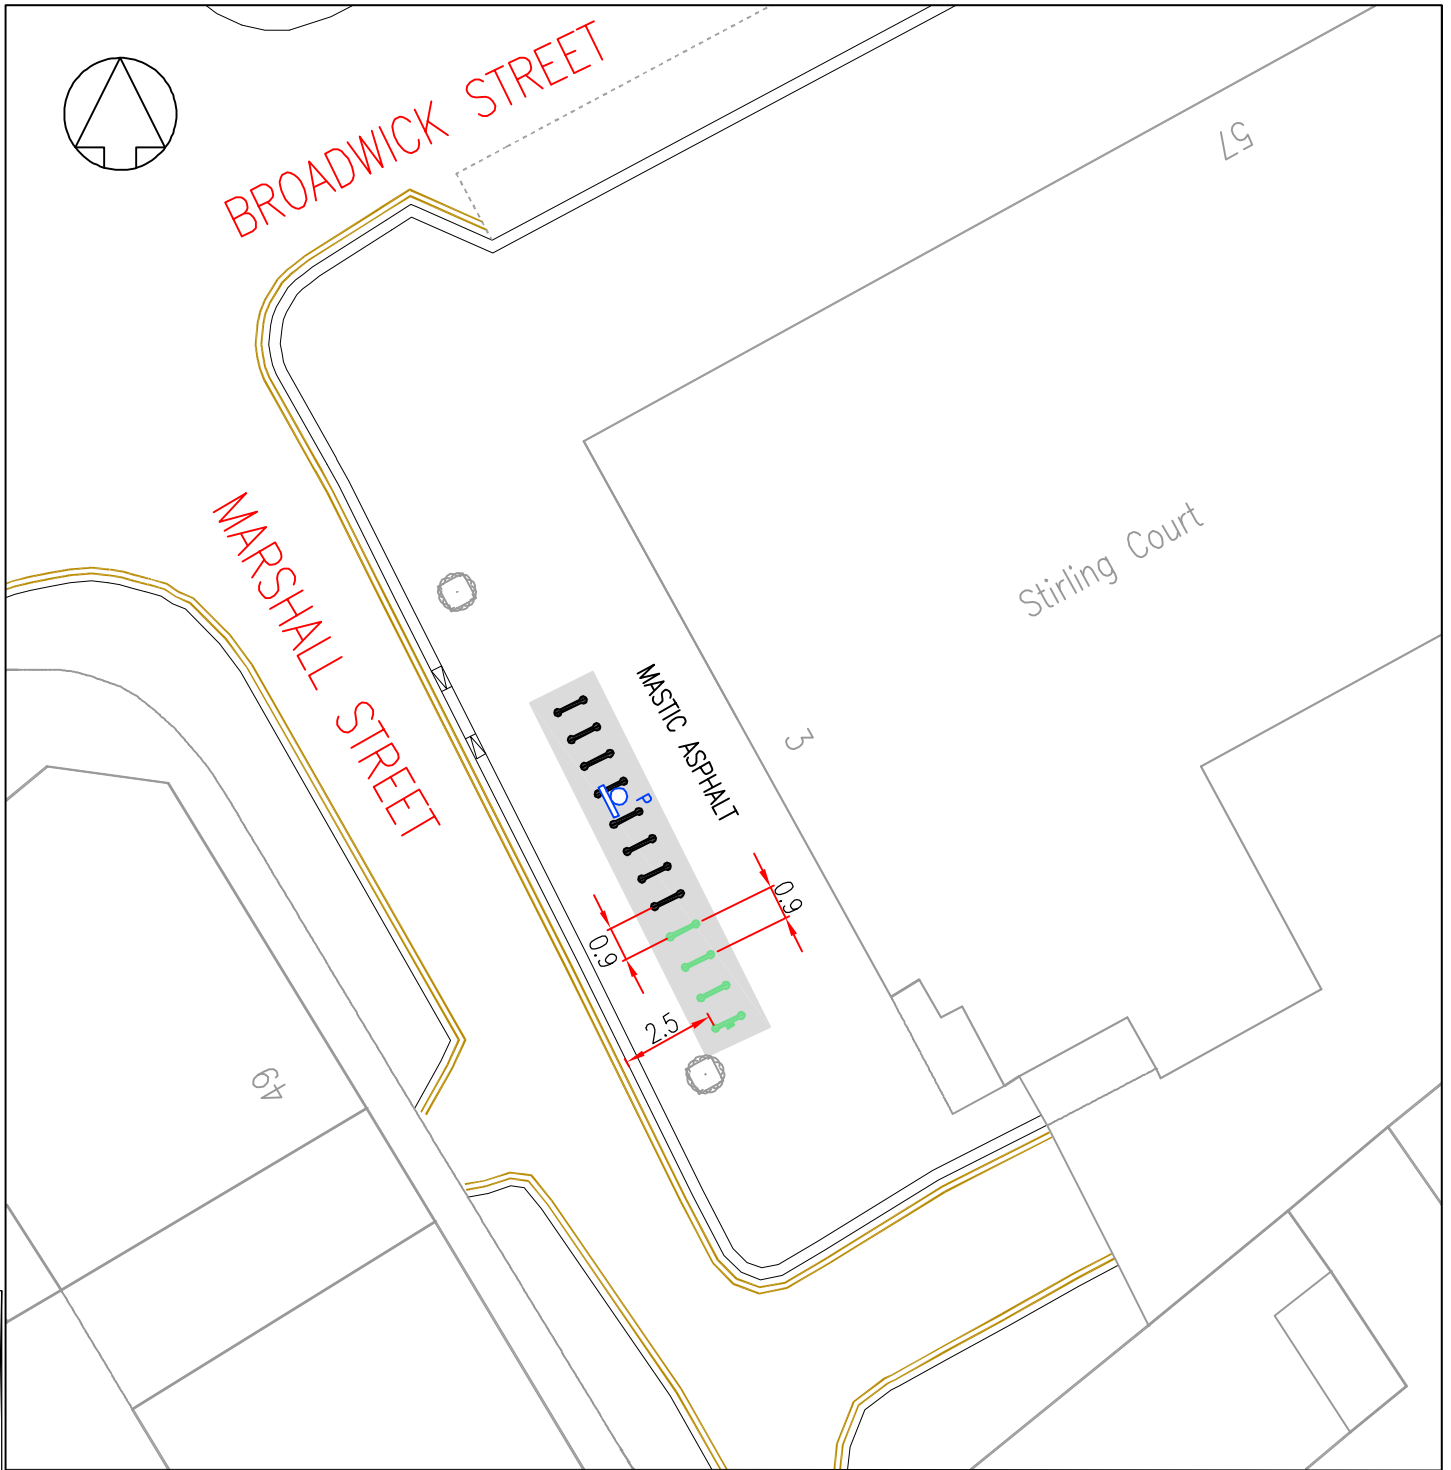 BROADWICK STREET
57
MARSHALL STREET
Stirling Court
MASTIC ASPHALT
3
P
0.9
0.9
2.5
49